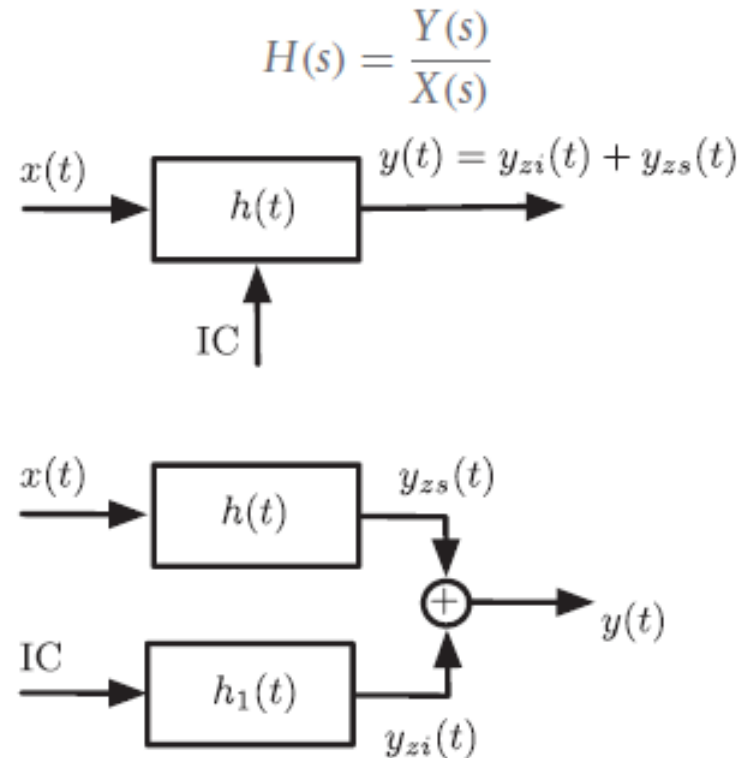 H(s) = Y(s) / X(s)
x(t)
h(t)
y(t) = y_{zi}(t) + y_{zs}(t)
IC
x(t)
h(t)
y_{zs}(t)
+
y(t)
IC
h_1(t)
y_{zi}(t)